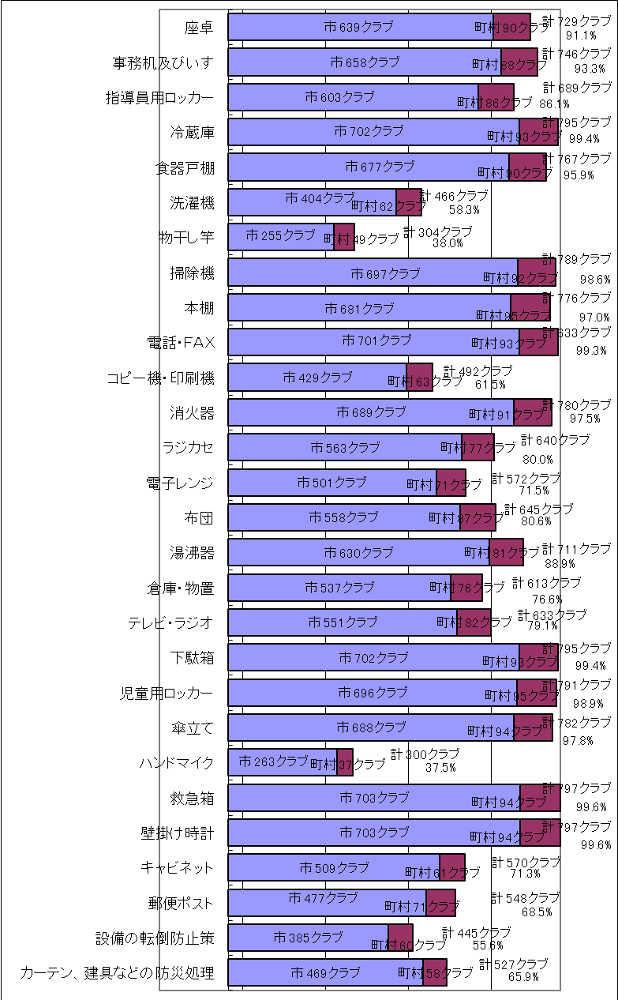 座卓 市639クラブ 町村90クラブ 計729クラブ
91.1%
事務机及びいす 市658クラブ 町村88クラブ 計746クラブ
93.3%
指導員用ロッカー 市603クラブ 町村86クラブ 計689クラブ
86.1%
冷蔵庫 市702クラブ 町村93クラブ 計795クラブ
99.4%
食器戸棚 市677クラブ 町村90クラブ 計767クラブ
95.9%
洗濯機 市404クラブ 町村62クラブ 計466クラブ
58.3%
物干し竿 市255クラブ 町村49クラブ 計304クラブ
38.0%
掃除機 市697クラブ 町村92クラブ 計789クラブ
98.6%
本棚 市681クラブ 町村95クラブ 計776クラブ
97.0%
電話・FAX 市701クラブ 町村93クラブ 計633クラブ
99.3%
コピー機・印刷機 市429クラブ 町村63クラブ 計492クラブ
61.5%
消火器 市689クラブ 町村91クラブ 計780クラブ
97.5%
ラジカセ 市563クラブ 町村77クラブ 計640クラブ
80.0%
電子レンジ 市501クラブ 町村71クラブ 計572クラブ
71.5%
布団 市558クラブ 町村87クラブ 計645クラブ
80.6%
湯沸器 市630クラブ 町村81クラブ 計711クラブ
88.9%
倉庫・物置 市537クラブ 町村76クラブ 計613クラブ
76.6%
テレビ・ラジオ 市551クラブ 町村82クラブ 計633クラブ
79.1%
下駄箱 市702クラブ 町村93クラブ 計795クラブ
99.4%
児童用ロッカー 市696クラブ 町村95クラブ 計791クラブ
98.9%
傘立て 市688クラブ 町村94クラブ 計782クラブ
97.8%
ハンドマイク 市263クラブ 町村37クラブ 計300クラブ
37.5%
救急箱 市703クラブ 町村94クラブ 計797クラブ
99.6%
壁掛け時計 市703クラブ 町村94クラブ 計797クラブ
99.6%
キャビネット 市509クラブ 町村61クラブ 計570クラブ
71.3%
郵便ポスト 市477クラブ 町村71クラブ 計548クラブ
68.5%
設備の転倒防止策 市385クラブ 町村60クラブ 計445クラブ
55.6%
カーテン、建具などの防災処理 市469クラブ 町村58クラブ 計527クラブ
65.9%